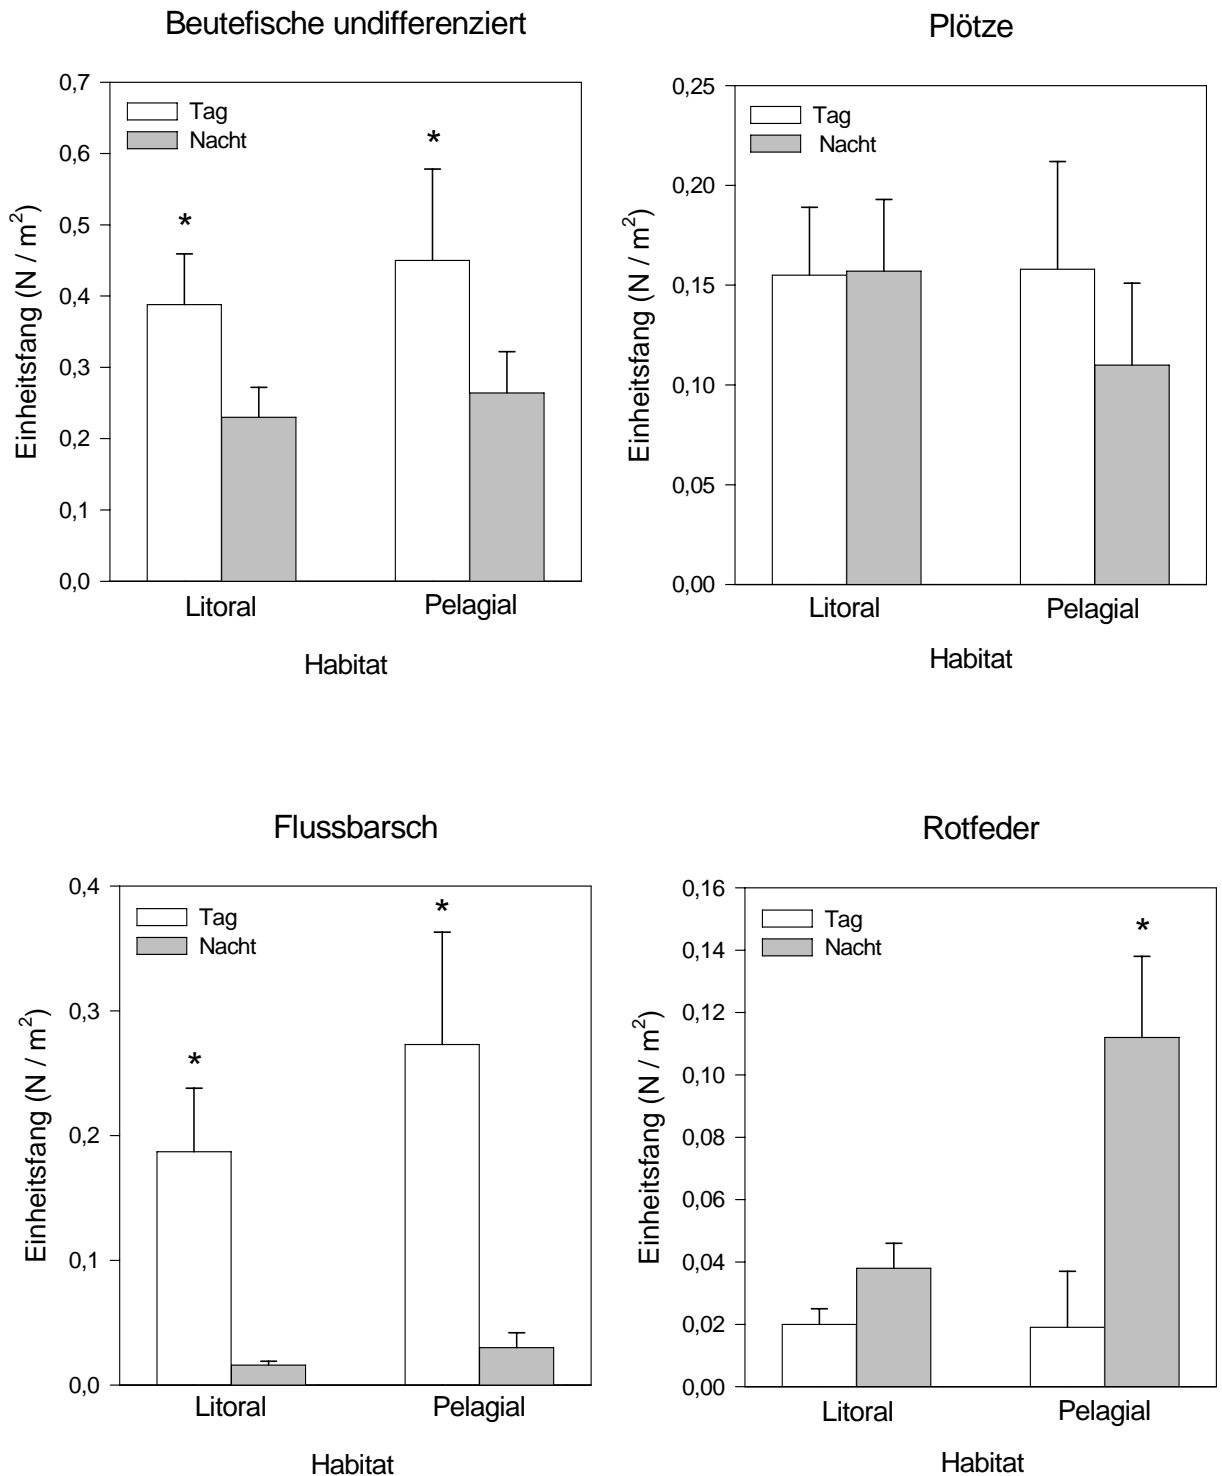 Beutefische undifferenziert
0,7
0,6
0,5
0,4
0,3
0,2
0,1
0,0
Einheitsfang (N / m²)
Tag
Nacht
*
*
Litoral Pelagial
Habitat
Plötze
0,25
0,20
0,15
0,10
0,05
0,00
Einheitsfang (N / m²)
Tag
Nacht
Litoral Pelagial
Habitat
Flussbarsch
0,4
0,3
0,2
0,1
0,0
Einheitsfang (N / m²)
Tag
Nacht
*
*
Litoral Pelagial
Habitat
Rotfeder
0,16
0,14
0,12
0,10
0,08
0,06
0,04
0,02
0,00
Einheitsfang (N / m²)
Tag
Nacht
*
Litoral Pelagial
Habitat